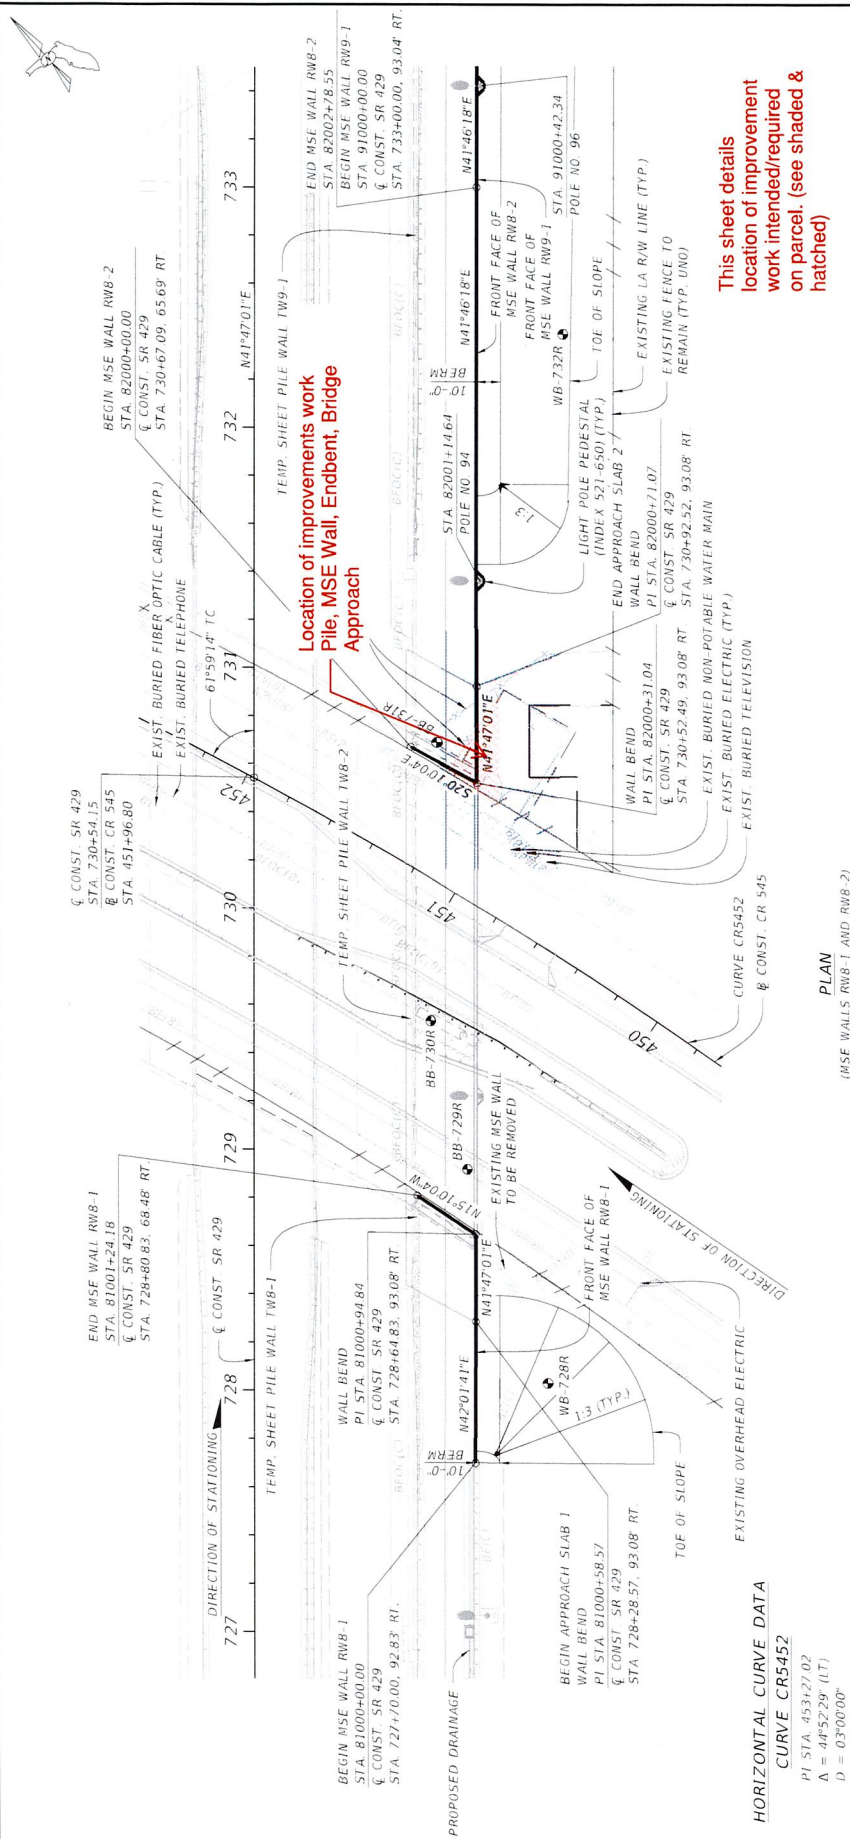 END MSE WALL RW8-2
STA. 82002+78.55
BEGIN MSE WALL RW9-1
STA. 91000+00.00
℄ CONST. SR 429
STA. 733+00.00, 93.04' RT.
BEGIN MSE WALL RW8-2
STA. 82000+00.00
℄ CONST. SR 429
STA. 730+67.09, 65.69' RT
EXIST. BURIED FIBER OPTIC CABLE (TYP.)
EXIST. BURIED TELEPHONE
61°59'14" TC
℄ CONST. SR 429
STA. 730+54.15
℄ CONST. CR 545
STA. 451+96.80
END MSE WALL RW8-1
STA. 81001+24.18
℄ CONST. SR 429
STA. 728+80.83, 68.48' RT.
℄ CONST. SR 429
DIRECTION OF STATIONING
727
728
729
730
731
732
733
N41°47'01"E
452
451
450
TEMP. SHEET PILE WALL TW9-1
TEMP. SHEET PILE WALL TW8-2
TEMP. SHEET PILE WALL TW8-1
Location of improvements work
Pile, MSE Wall, Endbent, Bridge
Approach
BEGIN MSE WALL RW8-1
STA. 81000+00.00
℄ CONST. SR 429
STA. 727+70.00, 92.83' RT.
WALL BEND
PI STA. 81000+94.84
℄ CONST. SR 429
STA. 728+64.83, 93.08' RT
10'-0"
BERM
N42°01'41"E
N41°47'01"E
N15°10'04"W
BB-729R
BB-730R
BB-731R
S20°10'04"E
N41°47'01"E
STA. 82001+14.64
POLE NO. 94
10'-0"
BERM
N41°46'18"E
N41°46'18"E
FRONT FACE OF
MSE WALL RW8-2
FRONT FACE OF
MSE WALL RW9-1
STA. 91000+42.34
POLE NO. 96
WB-732R
TOE OF SLOPE
1:3
EXISTING LA R/W LINE (TYP.)
EXISTING FENCE TO
REMAIN (TYP. UNO)
LIGHT POLE PEDESTAL
(INDEX 521-650) (TYP.)
END APPROACH SLAB 2
WALL BEND
PI STA. 82000+71.07
℄ CONST. SR 429
STA. 730+92.52, 93.08' RT.
WALL BEND
PI STA. 82000+31.04
℄ CONST. SR 429
STA. 730+52.49, 93.08' RT.
EXIST. BURIED NON-POTABLE WATER MAIN
EXIST. BURIED ELECTRIC (TYP.)
EXIST. BURIED TELEVISION
EXISTING MSE WALL
TO BE REMOVED
FRONT FACE OF
MSE WALL RW8-1
WB-728R
1:3 (TYP.)
PROPOSED DRAINAGE
BEGIN APPROACH SLAB 1
WALL BEND
PI STA. 81000+58.57
℄ CONST. SR 429
STA. 728+28.57, 93.08' RT.
TOE OF SLOPE
EXISTING OVERHEAD ELECTRIC
DIRECTION OF STATIONING
CURVE CR5452
℄ CONST. CR 545
This sheet details
location of improvement
work intended/required
on parcel. (see shaded &
hatched)
PLAN
(MSE WALLS RW8-1 AND RW8-2)
HORIZONTAL CURVE DATA
CURVE CR5452
PI STA. 453+27.02
Δ = 44°52'29" (LT)
D = 03°00'00"